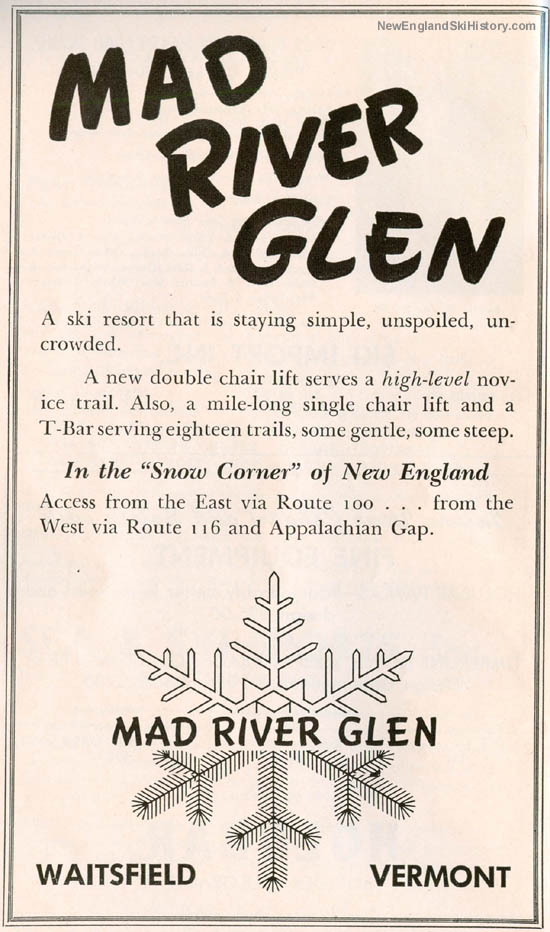 NewEnglandSkiHistory.com
MAD
RIVER
GLEN
A ski resort that is staying simple, unspoiled, un-
crowded.
A new double chair lift serves a high-level nov-
ice trail. Also, a mile-long single chair lift and a
T-Bar serving eighteen trails, some gentle, some steep.
In the “Snow Corner” of New England
Access from the East via Route 100 . . . from the
West via Route 116 and Appalachian Gap.
MAD RIVER GLEN
WAITSFIELD VERMONT